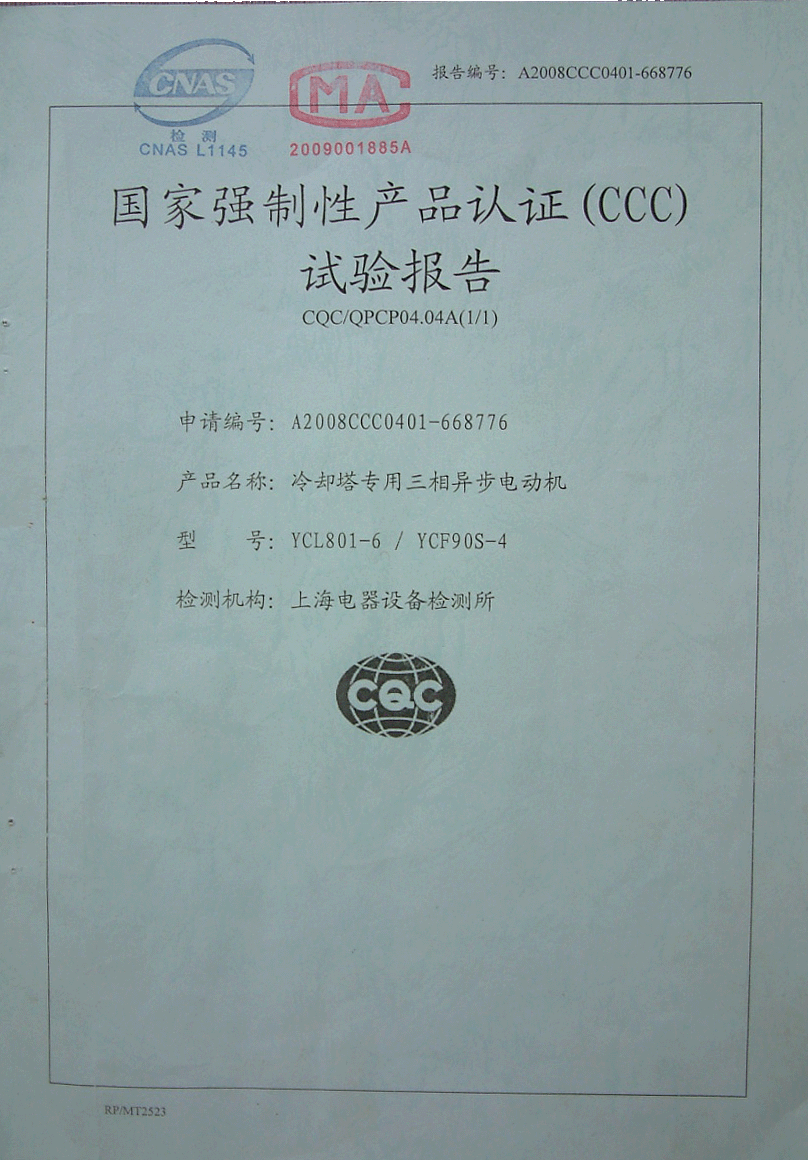 报告编号: A2008CCC0401-668776
CNAS
MA
检 测
CNAS L1145
2009001885A
国家强制性产品认证(CCC)
试验报告
CQC/QPCP04.04A(1/1)
申请编号: A2008CCC0401-668776
产品名称: 冷却塔专用三相异步电动机
型 号: YCL801-6 / YCF90S-4
检测机构: 上海电器设备检测所
CQC
RP/MT2523